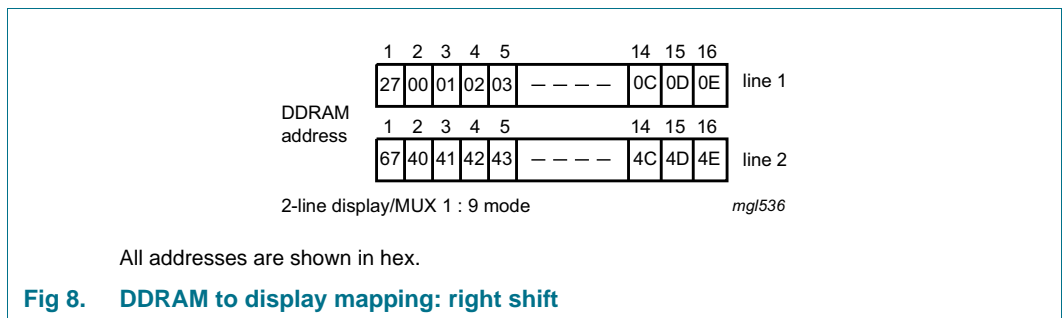 1 2 3 4 5 14 15 16
27 00 01 02 03 – – – – 0C 0D 0E line 1
DDRAM
address
1 2 3 4 5 14 15 16
67 40 41 42 43 – – – – 4C 4D 4E line 2
2-line display/MUX 1 : 9 mode mgl536
All addresses are shown in hex.
Fig 8. DDRAM to display mapping: right shift